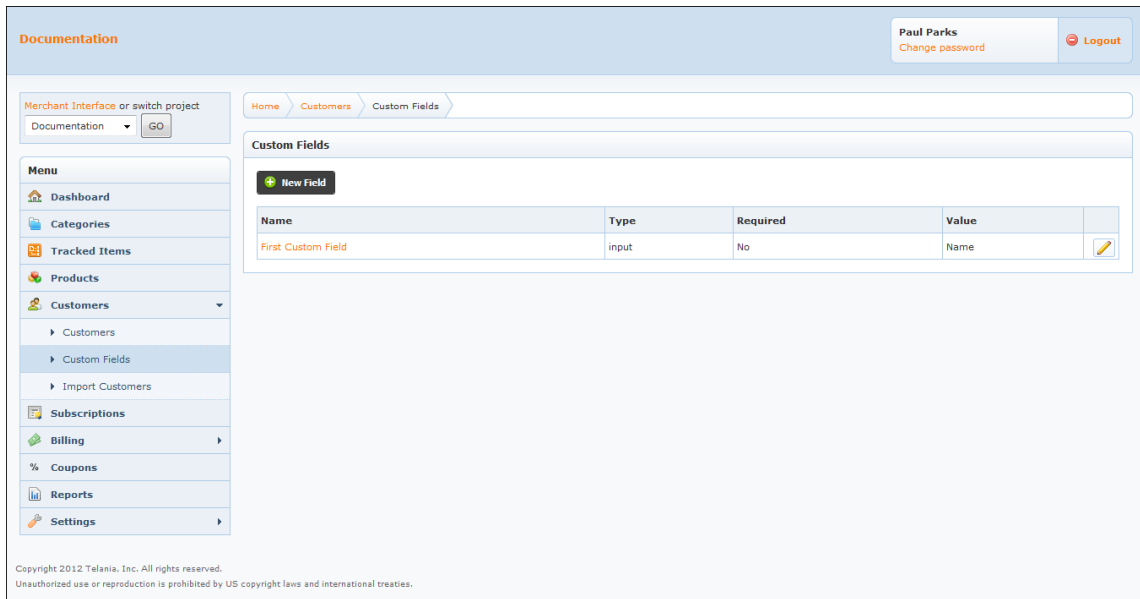 Documentation
Paul Parks
Change password
Logout
Merchant Interface or switch project
Documentation GO
Home Customers Custom Fields
Custom Fields
New Field
Name Type Required Value
First Custom Field input No Name
Menu
Dashboard
Categories
Tracked Items
Products
Customers
Customers
Custom Fields
Import Customers
Subscriptions
Billing
% Coupons
Reports
Settings
Copyright 2012 Telania, Inc. All rights reserved.
Unauthorized use or reproduction is prohibited by US copyright laws and international treaties.